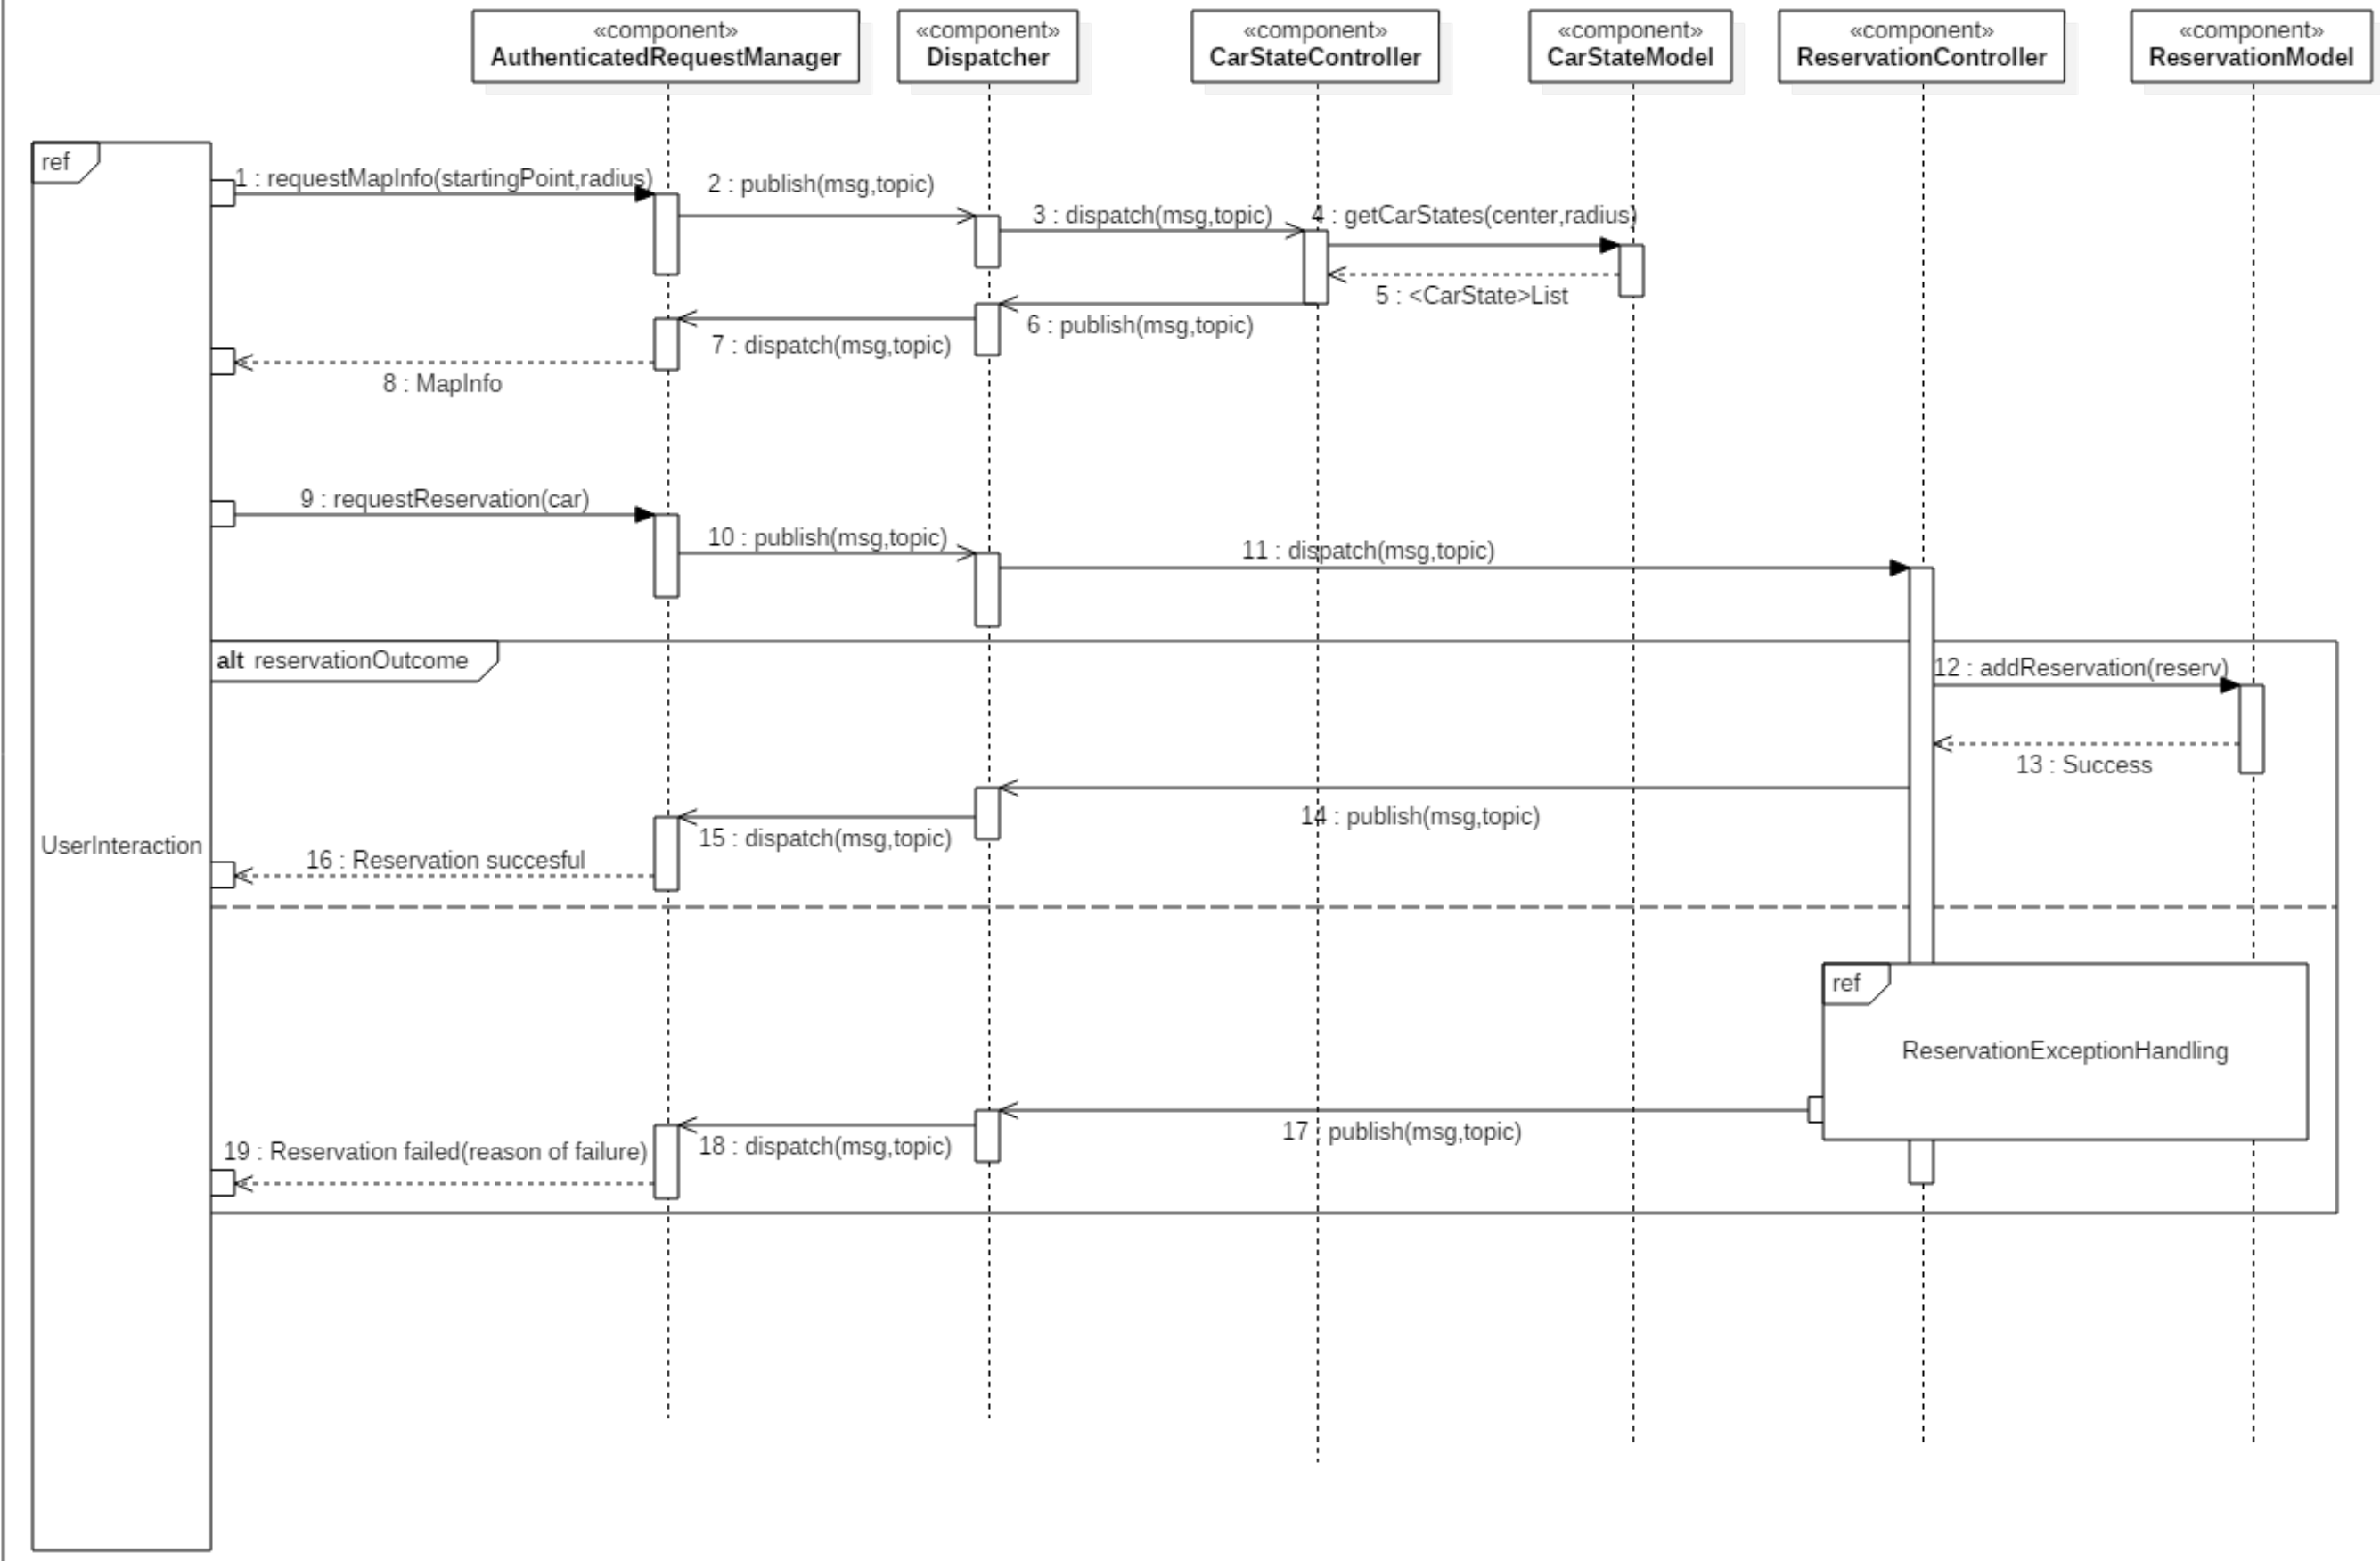 «component»
AuthenticatedRequestManager
«component»
Dispatcher
«component»
CarStateController
«component»
CarStateModel
«component»
ReservationController
«component»
ReservationModel
ref
1 : requestMapInfo(startingPoint,radius)
2 : publish(msg,topic)
3 : dispatch(msg,topic)
4 : getCarStates(center,radius)
5 : <CarState>List
6 : publish(msg,topic)
7 : dispatch(msg,topic)
8 : MapInfo
9 : requestReservation(car)
10 : publish(msg,topic)
11 : dispatch(msg,topic)
alt reservationOutcome
12 : addReservation(reserv)
13 : Success
14 : publish(msg,topic)
15 : dispatch(msg,topic)
UserInteraction
16 : Reservation succesful
ref
ReservationExceptionHandling
17 : publish(msg,topic)
18 : dispatch(msg,topic)
19 : Reservation failed(reason of failure)